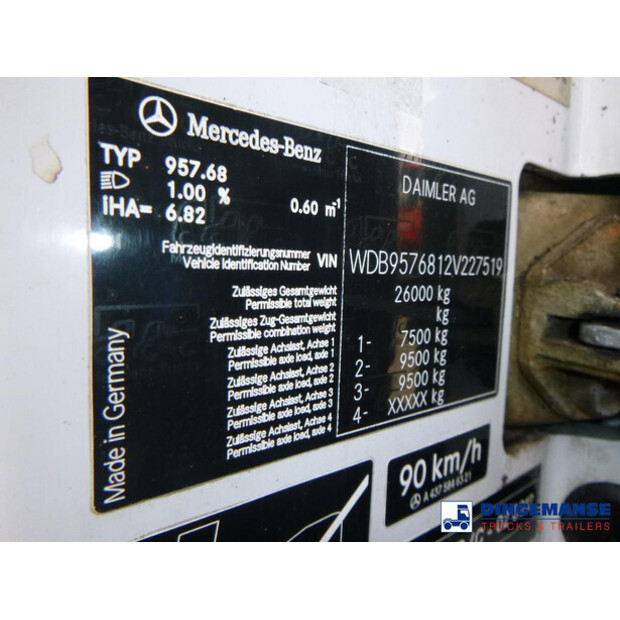 Mercedes-Benz
TYP 957.68
1.00 % 0.60 m⁻¹
iHA= 6.82
DAIMLER AG
Fahrzeugidentifizierungsnummer
Vehicle Identification Number VIN WDB9576812V227519
Zulässiges Gesamtgewicht
Permissible total weight 26000 kg
Zulässiges Zug-Gesamtgewicht
Permissible combination weight kg
Zulässige Achslast, Achse 1
Permissible axle load, axle 1 1- 7500 kg
Zulässige Achslast, Achse 2
Permissible axle load, axle 2 2- 9500 kg
Zulässige Achslast, Achse 3
Permissible axle load, axle 3 3- 9500 kg
Zulässige Achslast, Achse 4
Permissible axle load, axle 4 4- XXXXX kg
Made in Germany
90 km/h
A 437 584 63 21
DINGEMANSE
TRUCKS & TRAILERS